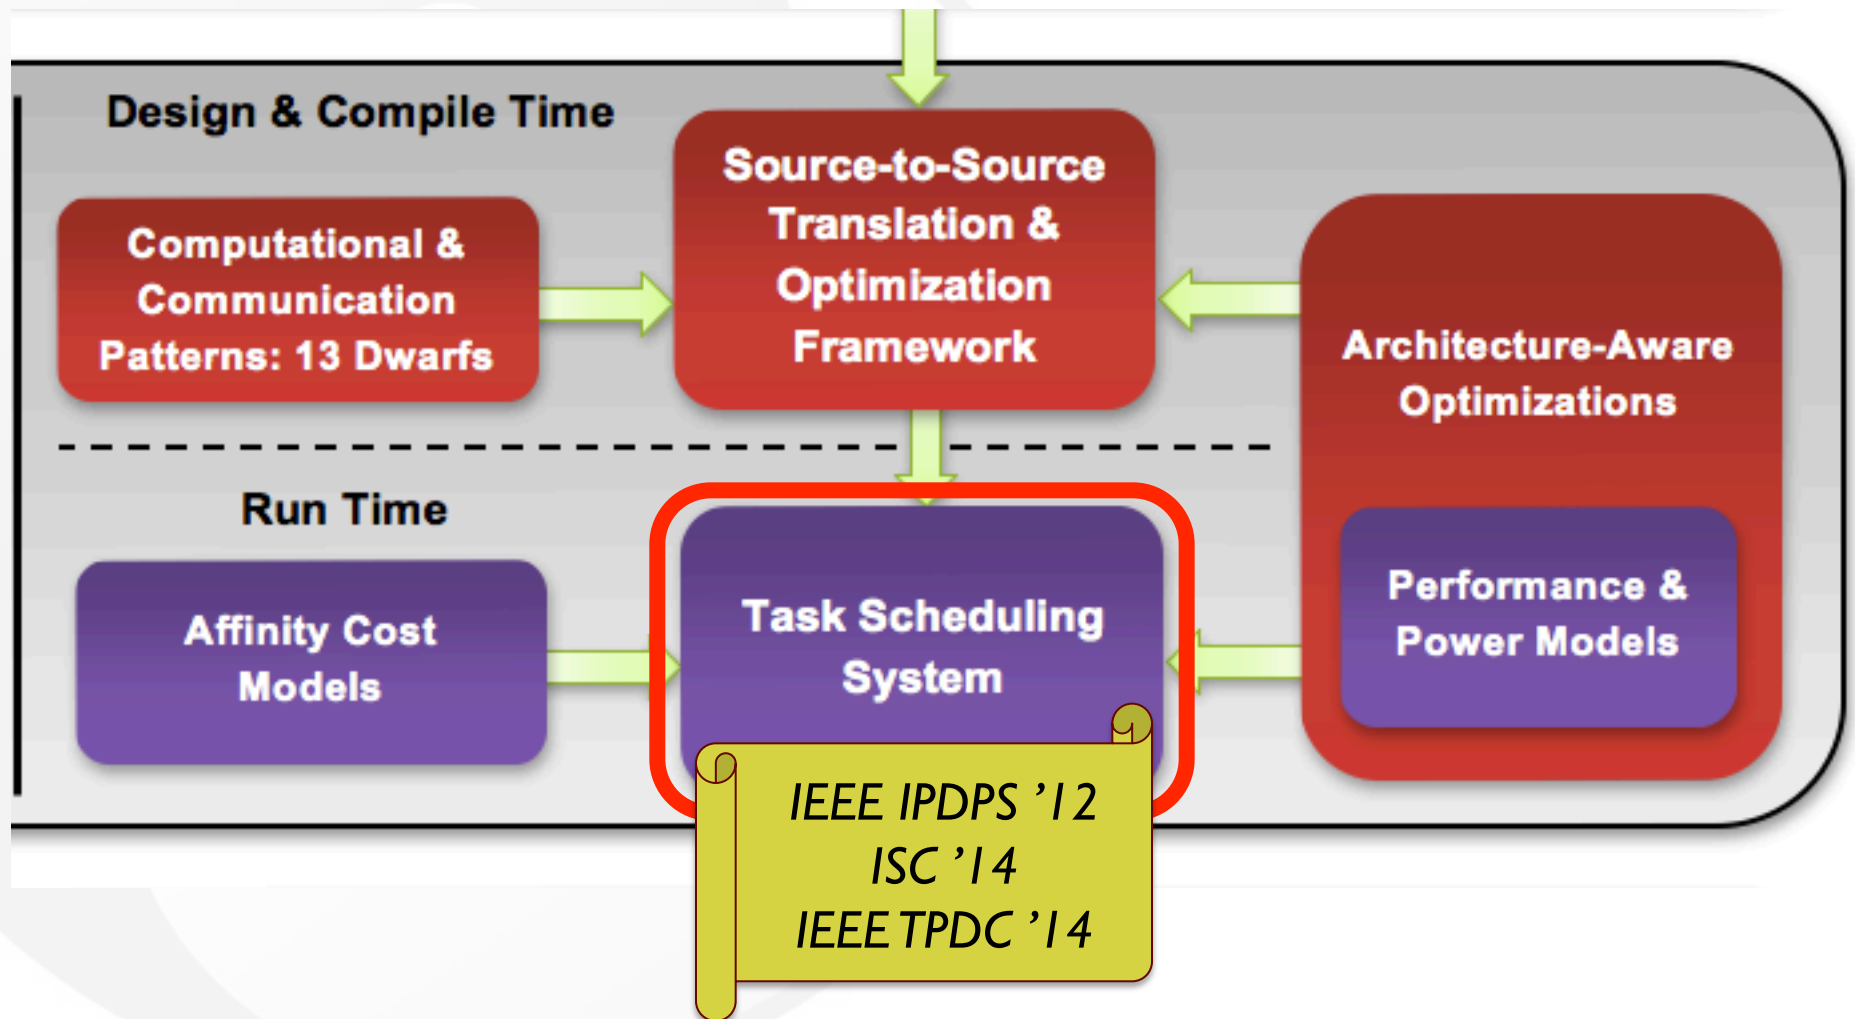 Design & Compile Time
Source-to-Source
Translation &
Optimization
Framework
Computational &
Communication
Patterns: 13 Dwarfs
Architecture-Aware
Optimizations
Run Time
Affinity Cost
Models
Task Scheduling
System
Performance &
Power Models
IEEE IPDPS ’12
ISC ’14
IEEE TPDC ’14